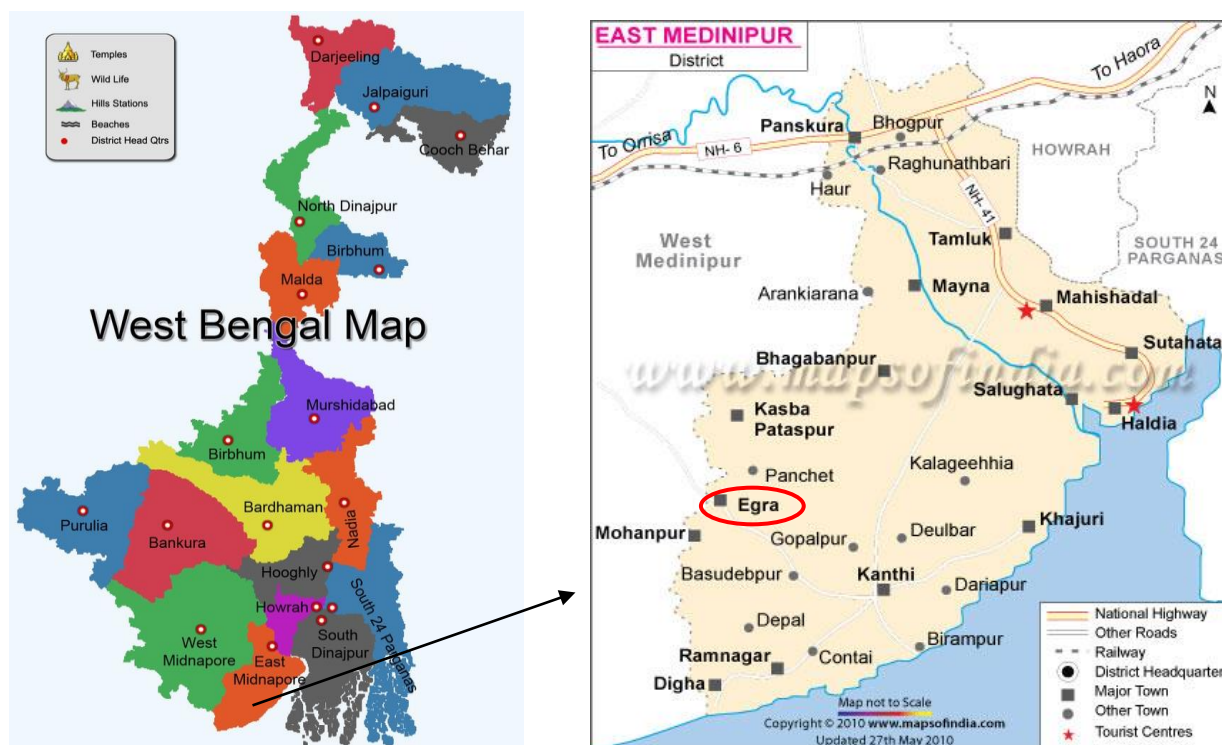 Temples
Wild Life
Hills Stations
Beaches
District Head Qtrs
Darjeeling
Jalpaiguri
Cooch Behar
North Dinajpur
Birbhum
Malda
West Bengal Map
Murshidabad
Birbhum
Bardhaman
Nadia
Purulia
Bankura
Hooghly
Howrah
South 24 Parganas
South
Dinajpur
West
Midnapore
East
Midnapore
EAST MEDINIPUR
District
To Haora
N
To Orrisa
NH- 6
Panskura
Bhogpur
HOWRAH
Raghunathbari
Haur
NH- 41
West
Medinipur
Tamluk
SOUTH 24
PARGANAS
Arankiarana
Mayna
Mahishadal
Sutahata
Bhagabanpur
www.mapsofindia.com
Salughata
Haldia
Kasba
Pataspur
Panchet
Kalageehhia
Egra
Mohanpur
Gopalpur
Deulbar
Khajuri
Basudebpur
Kanthi
Dariapur
Depal
Birampur
Ramnagar
Contai
Digha
National Highway
Other Roads
Railway
District Headquarter
Major Town
Other Town
Tourist Centres
Map not to Scale
Copyright © 2010 www.mapsofindia.com
Updated 27th May 2010